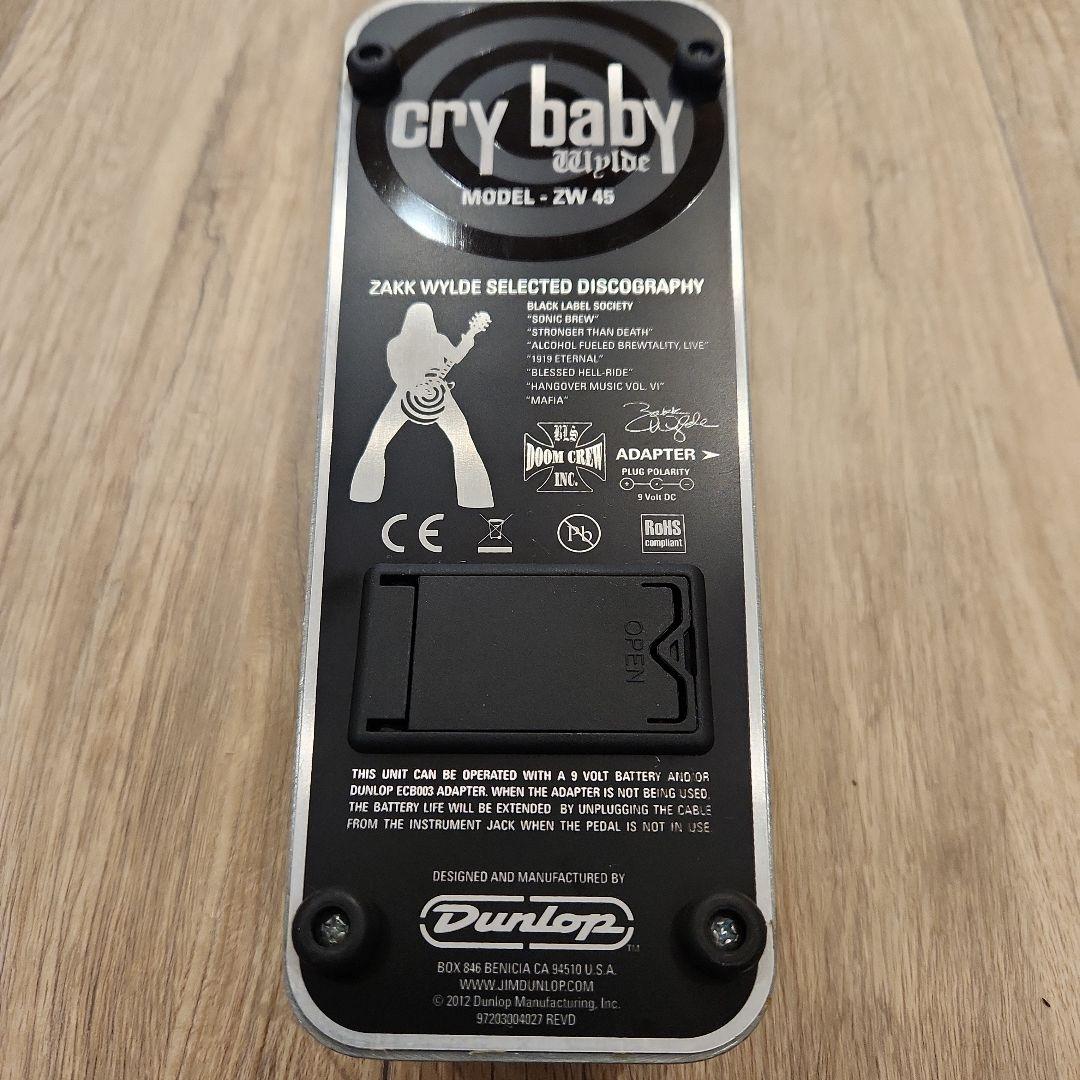 cry baby
Wylde
MODEL - ZW 45
ZAKK WYLDE SELECTED DISCOGRAPHY
BLACK LABEL SOCIETY
"SONIC BREW"
"STRONGER THAN DEATH"
"ALCOHOL FUELED BREWTALITY, LIVE"
"1919 ETERNAL"
"BLESSED HELL-RIDE"
"HANGOVER MUSIC VOL. VI"
"MAFIA"
Zakk
Wylde
BLS
DOOM CREW
INC.
ADAPTER
PLUG POLARITY
+ • -
9 Volt DC
CE
Pb
RoHS
compliant
OPEN
THIS UNIT CAN BE OPERATED WITH A 9 VOLT BATTERY AND/OR
DUNLOP ECB003 ADAPTER. WHEN THE ADAPTER IS NOT BEING USED,
THE BATTERY LIFE WILL BE EXTENDED BY UNPLUGGING THE CABLE
FROM THE INSTRUMENT JACK WHEN THE PEDAL IS NOT IN USE.
DESIGNED AND MANUFACTURED BY
Dunlop™
BOX 846 BENICIA CA 94510 U.S.A.
WWW.JIMDUNLOP.COM
© 2012 Dunlop Manufacturing, Inc.
97203004027 REVD